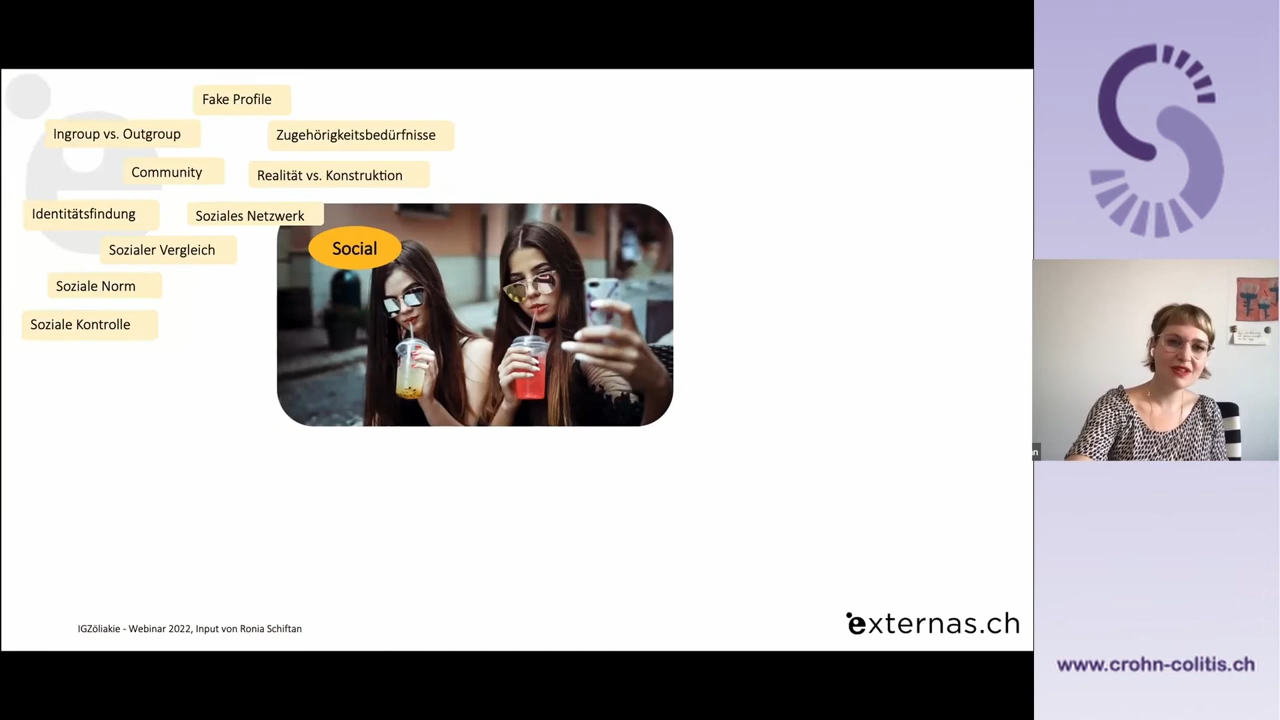 Fake Profile
Ingroup vs. Outgroup
Zugehörigkeitsbedürfnisse
Community
Realität vs. Konstruktion
Identitätsfindung
Soziales Netzwerk
Sozialer Vergleich
Social
Soziale Norm
Soziale Kontrolle
IGZöliakie - Webinar 2022, Input von Ronia Schiftan
externas.ch
www.crohn-colitis.ch